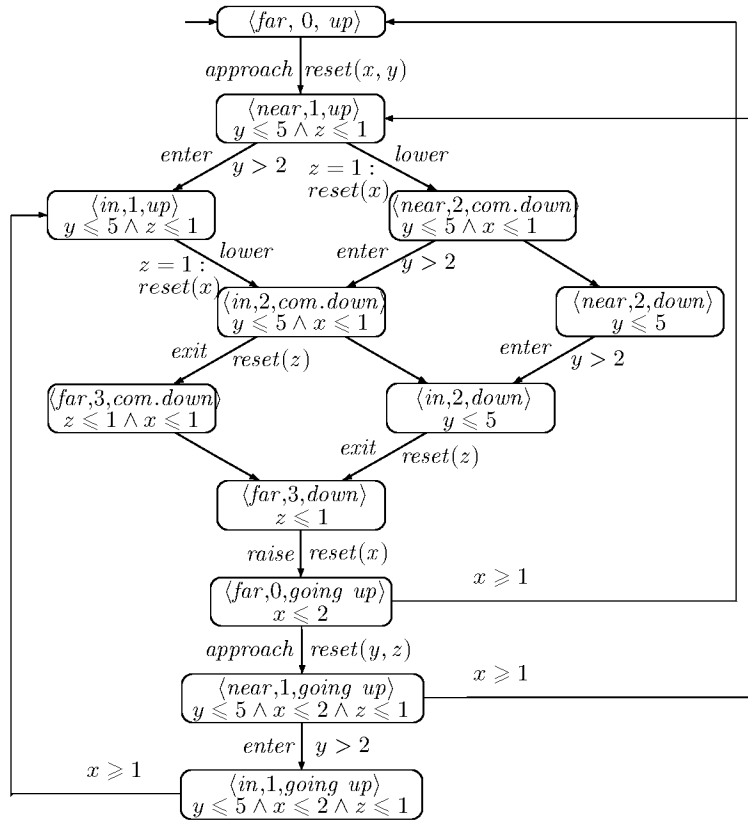 ⟨far, 0, up⟩
approach reset(x, y)
⟨near,1,up⟩
y ⩽ 5 ∧ z ⩽ 1
enter y > 2 z = 1 : lower
reset(x)
⟨in,1,up⟩
y ⩽ 5 ∧ z ⩽ 1
⟨near,2,com.down⟩
y ⩽ 5 ∧ x ⩽ 1
z = 1 : lower
reset(x)
enter y > 2
⟨in,2,com.down⟩
y ⩽ 5 ∧ x ⩽ 1
⟨near,2,down⟩
y ⩽ 5
exit reset(z)
enter y > 2
⟨far,3,com.down⟩
z ⩽ 1 ∧ x ⩽ 1
⟨in,2,down⟩
y ⩽ 5
exit reset(z)
⟨far,3,down⟩
z ⩽ 1
raise reset(x)
⟨far,0,going up⟩
x ⩽ 2
x ⩾ 1
approach reset(y, z)
⟨near,1,going up⟩
y ⩽ 5 ∧ x ⩽ 2 ∧ z ⩽ 1
x ⩾ 1
enter y > 2
x ⩾ 1
⟨in,1,going up⟩
y ⩽ 5 ∧ x ⩽ 2 ∧ z ⩽ 1